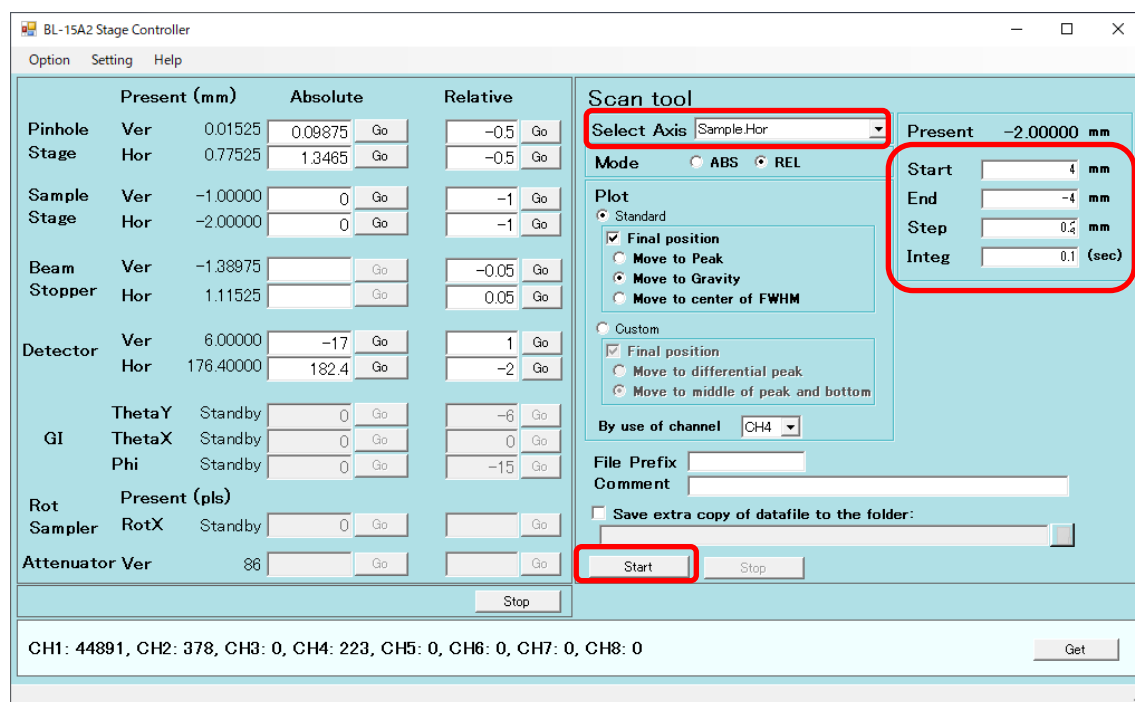 BL-15A2 Stage Controller
Option Setting Help
Present (mm) Absolute Relative
Pinhole Stage
Ver 0.01525 0.09875 Go -0.5 Go
Hor 0.77525 1.3465 Go -0.5 Go
Sample Stage
Ver -1.00000 0 Go -1 Go
Hor -2.00000 0 Go -1 Go
Beam Stopper
Ver -1.38975 Go -0.05 Go
Hor 1.11525 Go 0.05 Go
Detector
Ver 6.00000 -17 Go 1 Go
Hor 176.40000 182.4 Go -2 Go
GI
ThetaY Standby 0 Go -6 Go
ThetaX Standby 0 Go 0 Go
Phi Standby 0 Go -15 Go
Present (pls)
Rot Sampler
RotX Standby 0 Go Go
Attenuator Ver 86 Go Go
Stop
Scan tool
Select Axis Sample.Hor
Mode ABS REL
Plot
Standard
Final position
Move to Peak
Move to Gravity
Move to center of FWHM
Custom
Final position
Move to differential peak
Move to middle of peak and bottom
By use of channel CH4
File Prefix
Comment
Save extra copy of datafile to the folder:
Start Stop
Present -2.00000 mm
Start 4 mm
End -4 mm
Step mm
Integ 0.1 (sec)
CH1: 44891, CH2: 378, CH3: 0, CH4: 223, CH5: 0, CH6: 0, CH7: 0, CH8: 0
Get